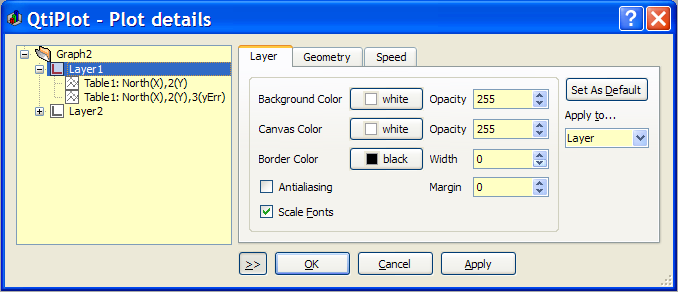 QtiPlot - Plot details
Graph2
Layer1
Table1: North(X),2(Y)
Table1: North(X),2(Y),3(yErr)
Layer2
Layer Geometry Speed
Background Color white Opacity 255
Canvas Color white Opacity 255
Border Color black Width 0
Antialiasing Margin 0
Scale Fonts
Set As Default
Apply to...
Layer
>> OK Cancel Apply